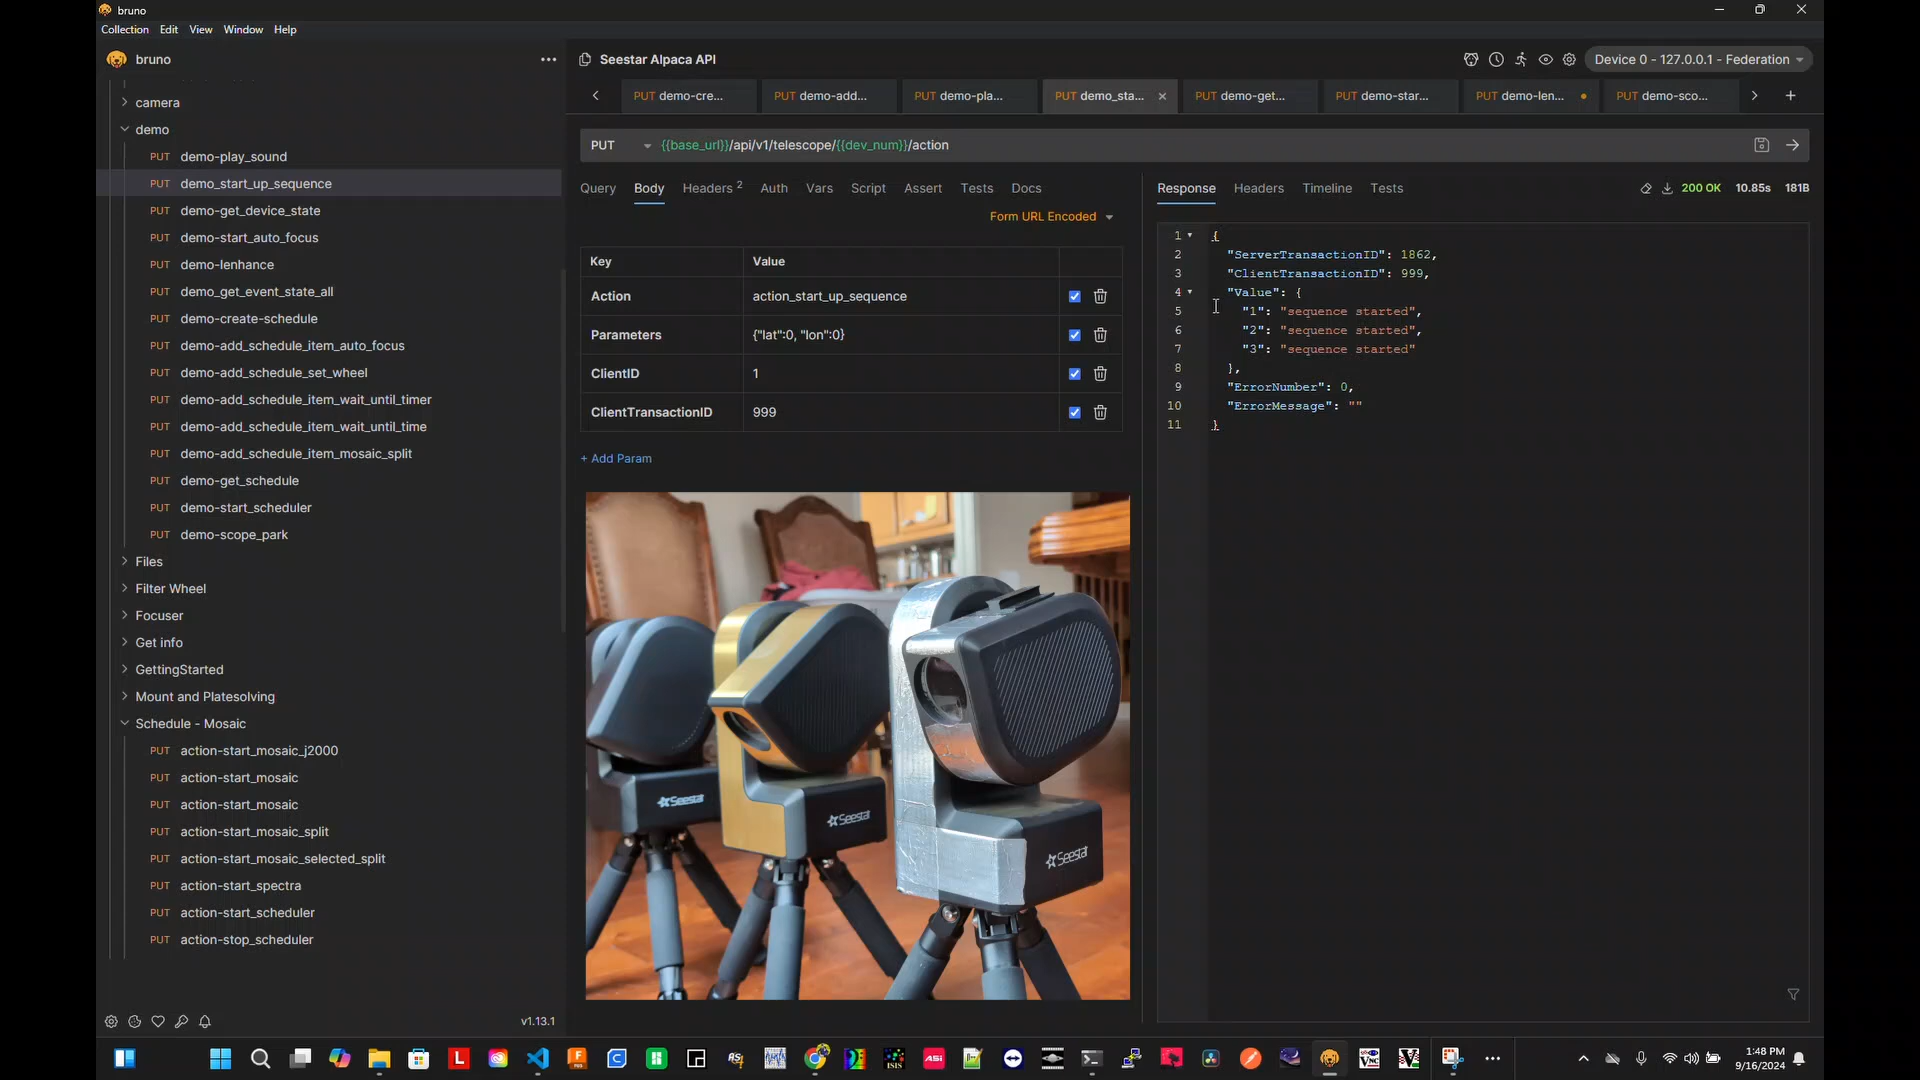 bruno
Collection Edit View Window Help
bruno
camera
demo
PUT demo-play_sound
PUT demo_start_up_sequence
PUT demo-get_device_state
PUT demo-start_auto_focus
PUT demo-lenhance
PUT demo_get_event_state_all
PUT demo-create-schedule
PUT demo-add_schedule_item_auto_focus
PUT demo-add_schedule_set_wheel
PUT demo-add_schedule_item_wait_until_timer
PUT demo-add_schedule_item_wait_until_time
PUT demo-add_schedule_item_mosaic_split
PUT demo-get_schedule
PUT demo-start_scheduler
PUT demo-scope_park
Files
Filter Wheel
Focuser
Get info
GettingStarted
Mount and Platesolving
Schedule - Mosaic
PUT action-start_mosaic_j2000
PUT action-start_mosaic
PUT action-start_mosaic
PUT action-start_mosaic_split
PUT action-start_mosaic_selected_split
PUT action-start_spectra
PUT action-start_scheduler
PUT action-stop_scheduler
v1.13.1
Seestar Alpaca API
Device 0 - 127.0.0.1 - Federation
PUT demo-cre... PUT demo-add... PUT demo-pla... PUT demo_sta... PUT demo-get... PUT demo-star... PUT demo-len... PUT demo-sco...
PUT {{base_url}}/api/v1/telescope/{{dev_num}}/action
Query Body Headers 2 Auth Vars Script Assert Tests Docs
Form URL Encoded
Key Value
Action action_start_up_sequence
Parameters {"lat":0, "lon":0}
ClientID 1
ClientTransactionID 999
+ Add Param
Seestar
Seestar
Seestar
Response Headers Timeline Tests 200 OK 10.85s 181B
1 {
2 "ServerTransactionID": 1862,
3 "ClientTransactionID": 999,
4 "Value": {
5 "1": "sequence started",
6 "2": "sequence started",
7 "3": "sequence started"
8 },
9 "ErrorNumber": 0,
10 "ErrorMessage": ""
11 }
1:48 PM
9/16/2024